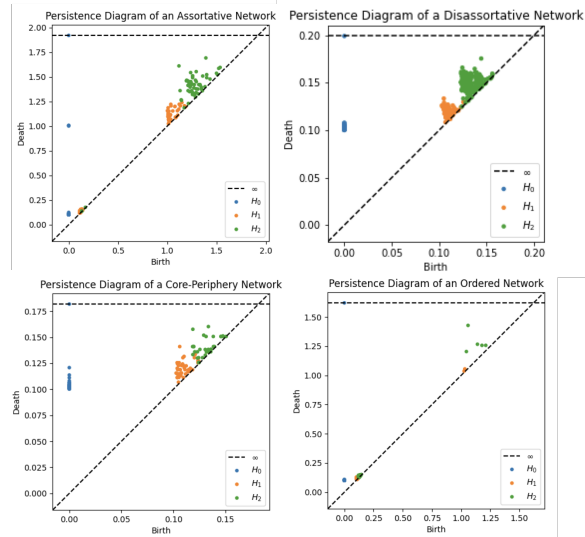 Persistence Diagram of an Assortative Network
2.00
1.75
1.50
1.25
1.00
0.75
0.50
0.25
0.00
Death
0.0
0.5
1.0
1.5
2.0
Birth
∞
H₀
H₁
H₂
Persistence Diagram of a Disassortative Network
0.20
0.15
0.10
0.05
0.00
Death
0.00
0.05
0.10
0.15
0.20
Birth
∞
H₀
H₁
H₂
Persistence Diagram of a Core-Periphery Network
0.175
0.150
0.125
0.100
0.075
0.050
0.025
0.000
Death
0.00
0.05
0.10
0.15
Birth
∞
H₀
H₁
H₂
Persistence Diagram of an Ordered Network
1.50
1.25
1.00
0.75
0.50
0.25
0.00
Death
0.00
0.25
0.50
0.75
1.00
1.25
1.50
Birth
∞
H₀
H₁
H₂